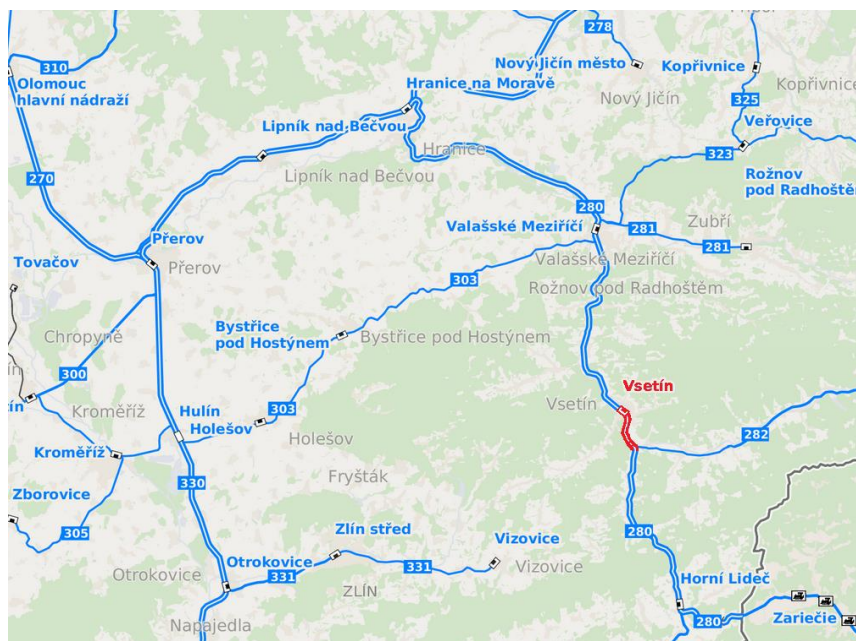 278
Nový Jičín město
Kopřivnice
310
Olomouc
hlavní nádraží
Hranice na Moravě
Kopřivnice
Nový Jičín
325
Lipník nad Bečvou
Veřovice
Hranice
323
270
Lipník nad Bečvou
Rožnov
pod Radhoštěm
280
Zubří
Valašské Meziříčí
281
281
Přerov
Tovačov
Přerov
Valašské Meziříčí
303
Rožnov pod Radhoštěm
Bystřice
pod Hostýnem
Chropyně
Bystřice pod Hostýnem
300
Vsetín
Vsetín
tín
Kroměříž
Hulín
303
Holešov
282
Holešov
Kroměříž
Fryšták
330
Zborovice
305
280
Zlín střed
Vizovice
Otrokovice
331
331
Vizovice
Otrokovice
ZLÍN
Horní Lideč
280
Zariečie
Napajedla